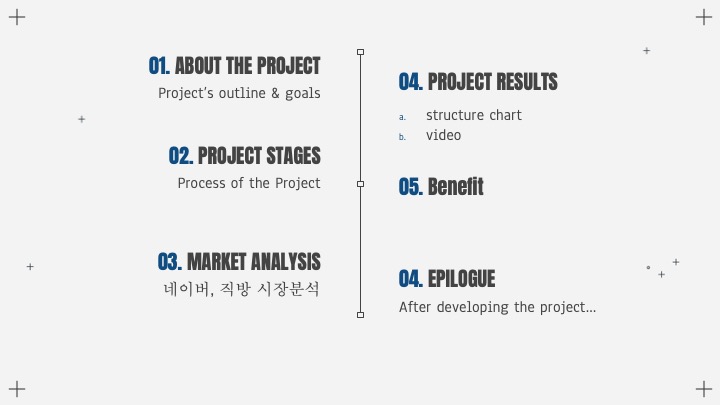 01. ABOUT THE PROJECT
Project's outline & goals
02. PROJECT STAGES
Process of the Project
03. MARKET ANALYSIS
네이버, 직방 시장분석
04. PROJECT RESULTS
a. structure chart
b. video
05. Benefit
04. EPILOGUE
After developing the project...